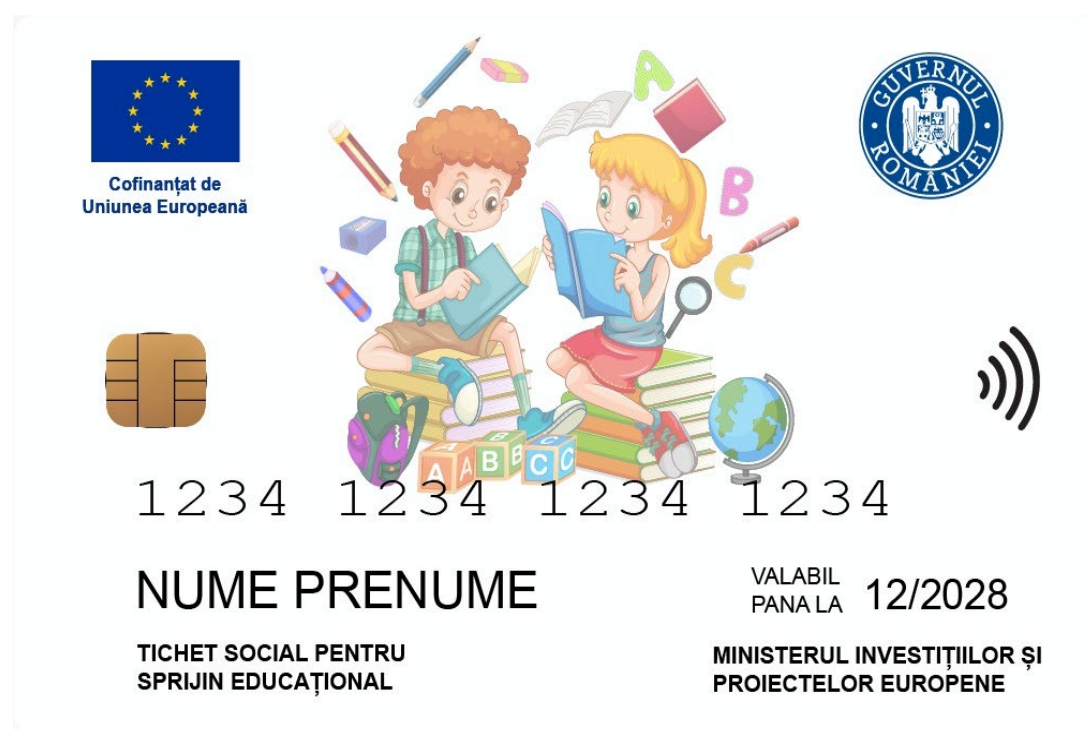 Cofinanțat de
Uniunea Europeană
GUVERNUL ROMÂNIEI
A
B
C
A A B B C C
1234 1234 1234 1234
NUME PRENUME
VALABIL
PANA LA 12/2028
TICHET SOCIAL PENTRU
SPRIJIN EDUCAȚIONAL
MINISTERUL INVESTIȚIILOR ȘI
PROIECTELOR EUROPENE